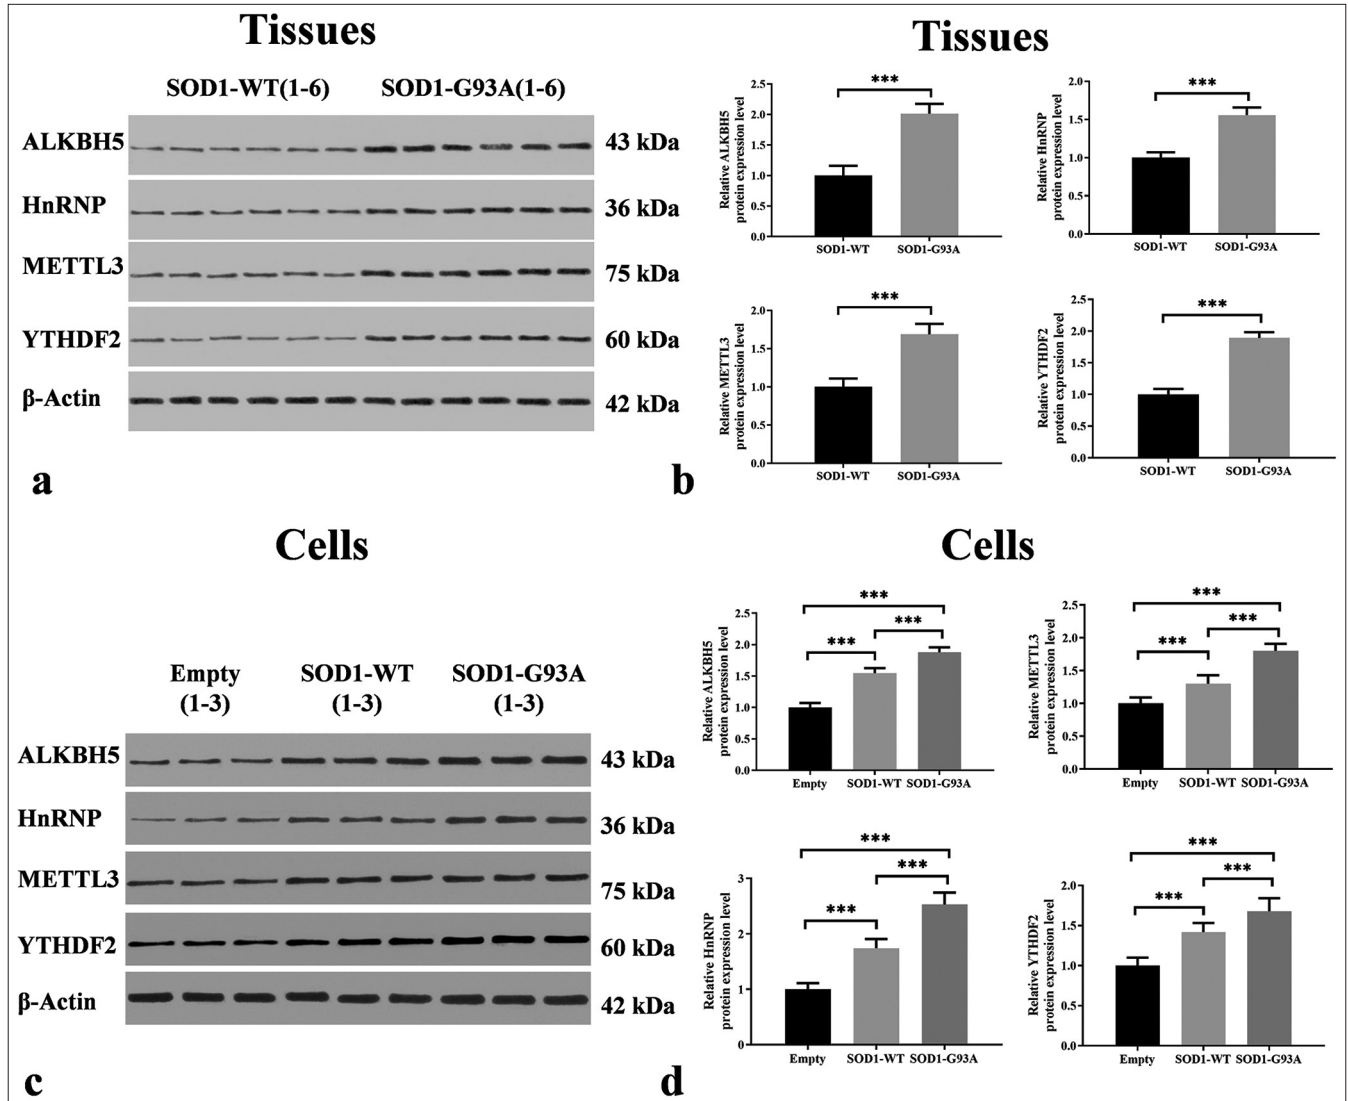 Tissues
SOD1-WT(1-6) SOD1-G93A(1-6)
ALKBH5 43 kDa
HnRNP 36 kDa
METTL3 75 kDa
YTHDF2 60 kDa
β-Actin 42 kDa
a
Tissues
Relative ALKBH5
protein expression level
2.5
2.0
1.5
1.0
0.5
0.0
***
SOD1-WT SOD1-G93A
Relative HnRNP
protein expression level
2.0
1.5
1.0
0.5
0.0
***
SOD1-WT SOD1-G93A
Relative METTL3
protein expression level
2.0
1.5
1.0
0.5
0.0
***
SOD1-WT SOD1-G93A
Relative YTHDF2
protein expression level
2.5
2.0
1.5
1.0
0.5
0.0
***
SOD1-WT SOD1-G93A
b
Cells
Empty SOD1-WT SOD1-G93A
(1-3) (1-3) (1-3)
ALKBH5 43 kDa
HnRNP 36 kDa
METTL3 75 kDa
YTHDF2 60 kDa
β-Actin 42 kDa
c
Cells
Relative ALKBH5
protein expression level
2.5
2.0
1.5
1.0
0.5
0.0
***
***
***
Empty SOD1-WT SOD1-G93A
Relative METTL3
protein expression level
2.5
2.0
1.5
1.0
0.5
0.0
***
***
***
Empty SOD1-WT SOD1-G93A
Relative HnRNP
protein expression level
3
2
1
0
***
***
***
Empty SOD1-WT SOD1-G93A
Relative YTHDF2
protein expression level
2.0
1.5
1.0
0.5
0.0
***
***
***
Empty SOD1-WT SOD1-G93A
d